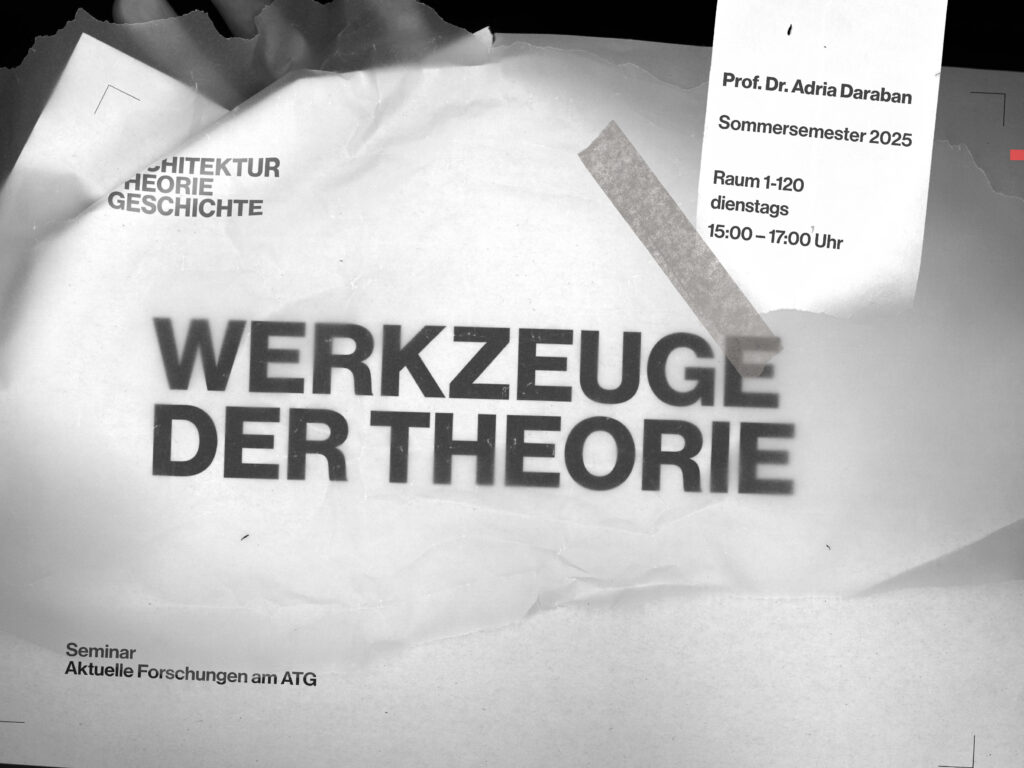 Prof. Dr. Adria Daraban
Sommersemester 2025
Raum 1-120
dienstags
15:00 – 17:00 Uhr
CHITEKTUR
HEORIE
GESCHICHTE
WERKZEUGE
DER THEORIE
Seminar
Aktuelle Forschungen am ATG